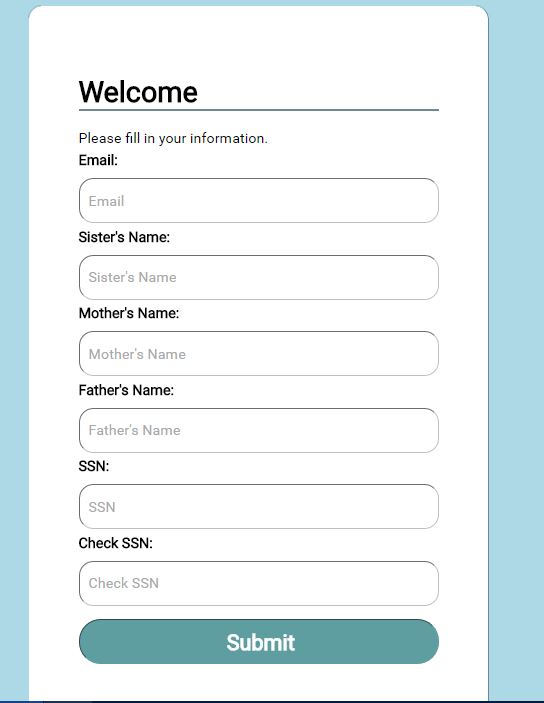 Welcome
Please fill in your information.
Email:
Email
Sister's Name:
Sister's Name
Mother's Name:
Mother's Name
Father's Name:
Father's Name
SSN:
SSN
Check SSN:
Check SSN
Submit